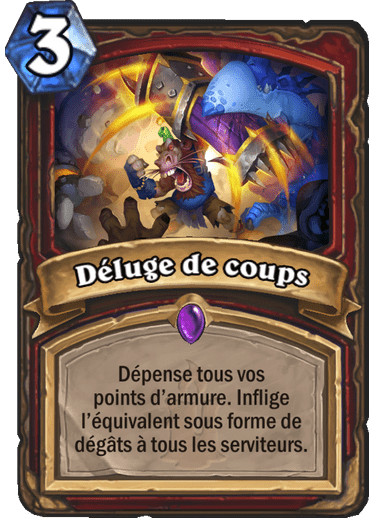 3
Déluge de coups
Dépense tous vos
points d'armure. Inflige
l'équivalent sous forme de
dégâts à tous les serviteurs.